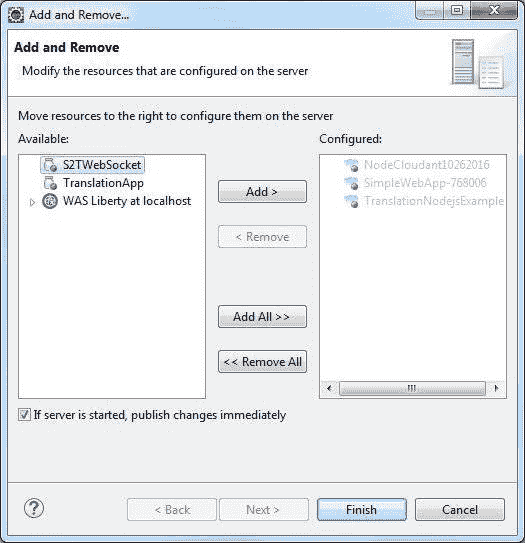 Add and Remove...
Add and Remove
Modify the resources that are configured on the server
Move resources to the right to configure them on the server
Available:
Configured:
S2TWebSocket
TranslationApp
WAS Liberty at localhost
Add >
< Remove
Add All >>
<< Remove All
NodeCloudant10262016
SimpleWebApp-768006
TranslationNodejsExample
If server is started, publish changes immediately
?
< Back
Next >
Finish
Cancel